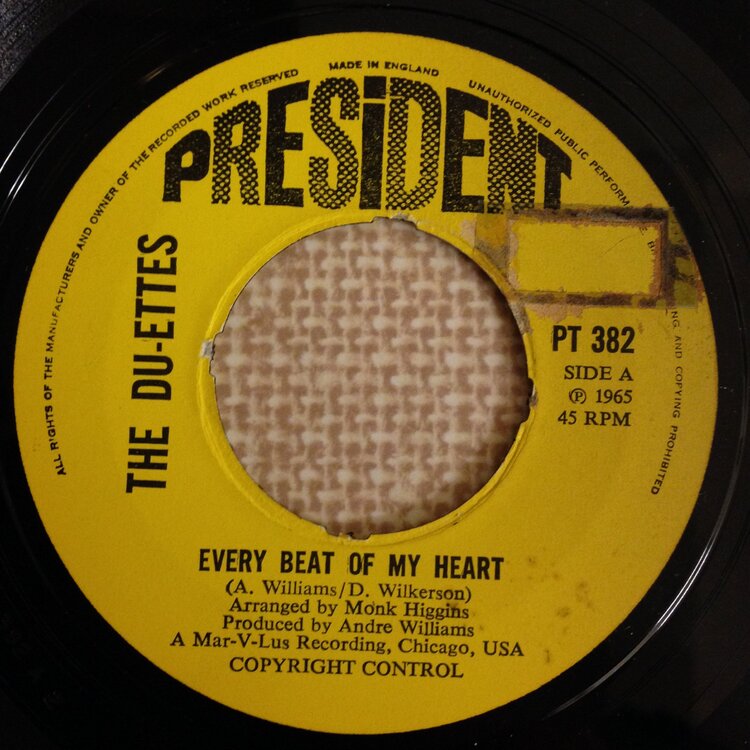 ALL RIGHTS OF THE MANUFACTURERS AND OWNER OF THE RECORDED WORK RESERVED
MADE IN ENGLAND
UNAUTHORIZED PUBLIC PERFORM
NG AND COPYING PROHIBITED
PRESiDENT
THE DU-ETTES
PT 382
SIDE A
Ⓟ 1965
45 RPM
EVERY BEAT OF MY HEART
(A. Williams/D. Wilkerson)
Arranged by Monk Higgins
Produced by Andre Williams
A Mar-V-Lus Recording, Chicago, USA
COPYRIGHT CONTROL